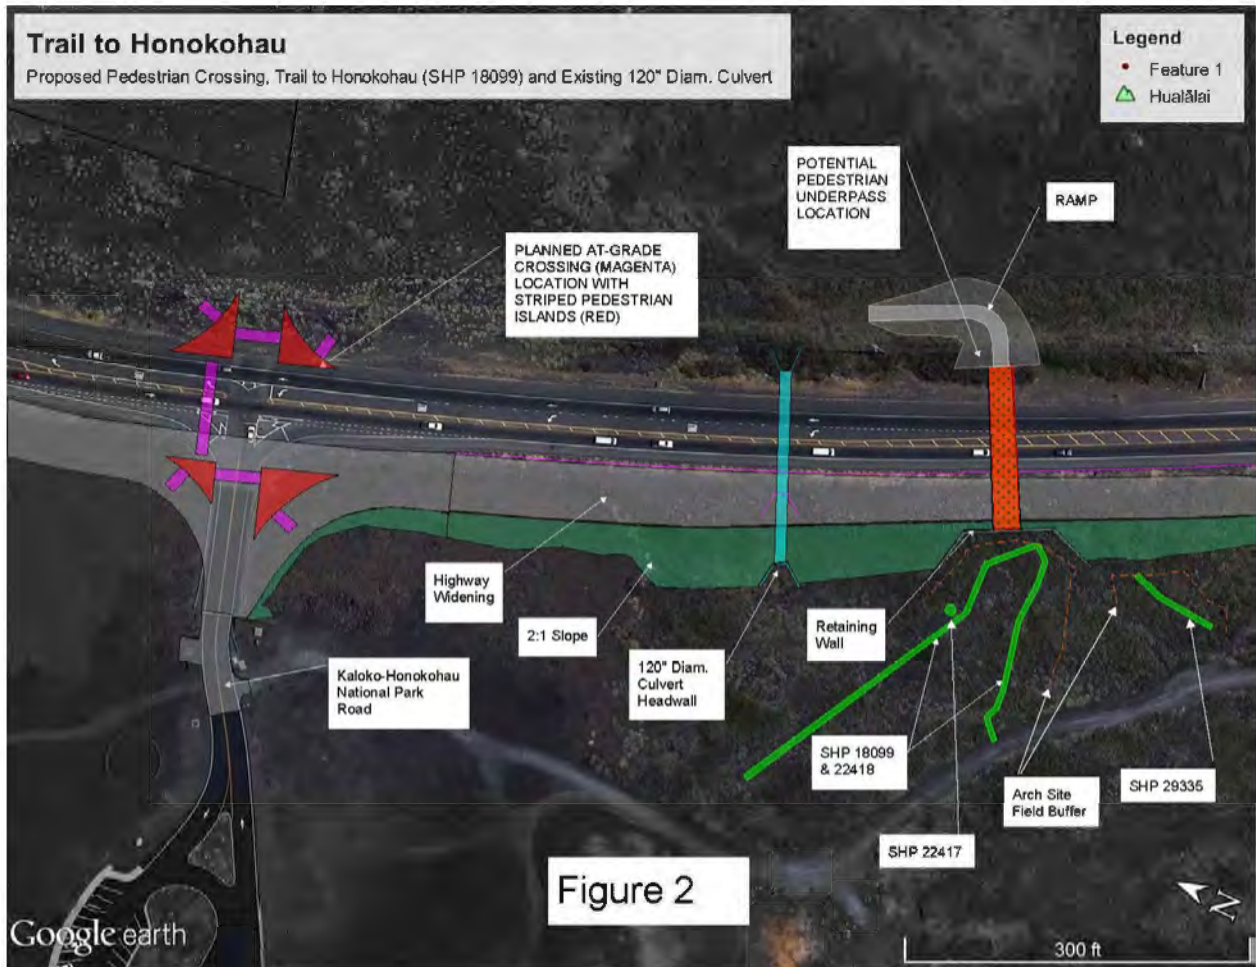 Trail to Honokohau
Proposed Pedestrian Crossing, Trail to Honokohau (SHP 18099) and Existing 120" Diam. Culvert
Legend
Feature 1
Hualālai
POTENTIAL
PEDESTRIAN
UNDERPASS
LOCATION
RAMP
PLANNED AT-GRADE
CROSSING (MAGENTA)
LOCATION WITH
STRIPED PEDESTRIAN
ISLANDS (RED)
Highway
Widening
2:1 Slope
120" Diam.
Culvert
Headwall
Retaining
Wall
Kaloko-Honokohau
National Park
Road
SHP 18099
& 22418
SHP 22417
Arch Site
Field Buffer
SHP 29335
Figure 2
N
Google earth
300 ft